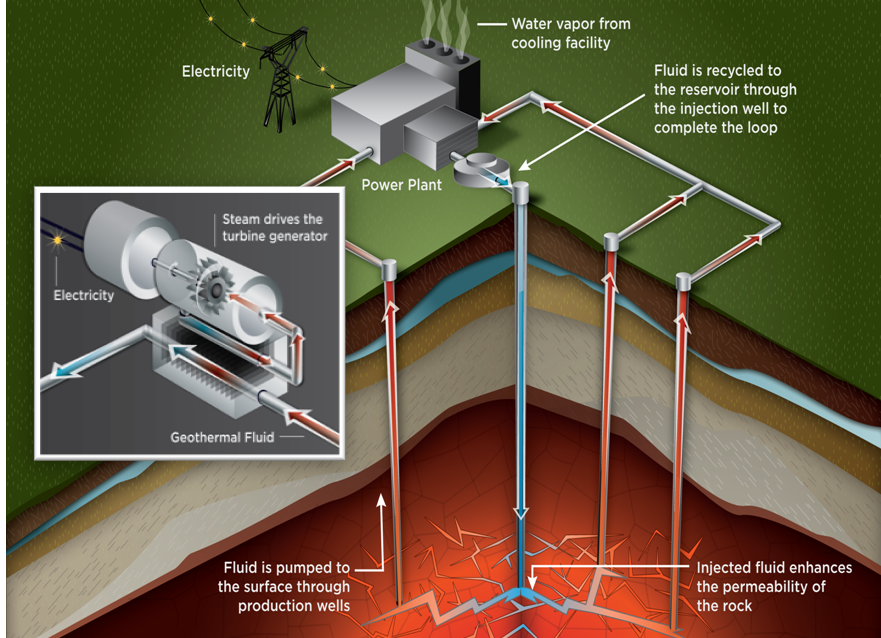 Water vapor from
cooling facility
Electricity
Fluid is recycled to
the reservoir through
the injection well to
complete the loop
Power Plant
Steam drives the
turbine generator
Electricity
Geothermal Fluid
Fluid is pumped to
the surface through
production wells
Injected fluid enhances
the permeability of
the rock